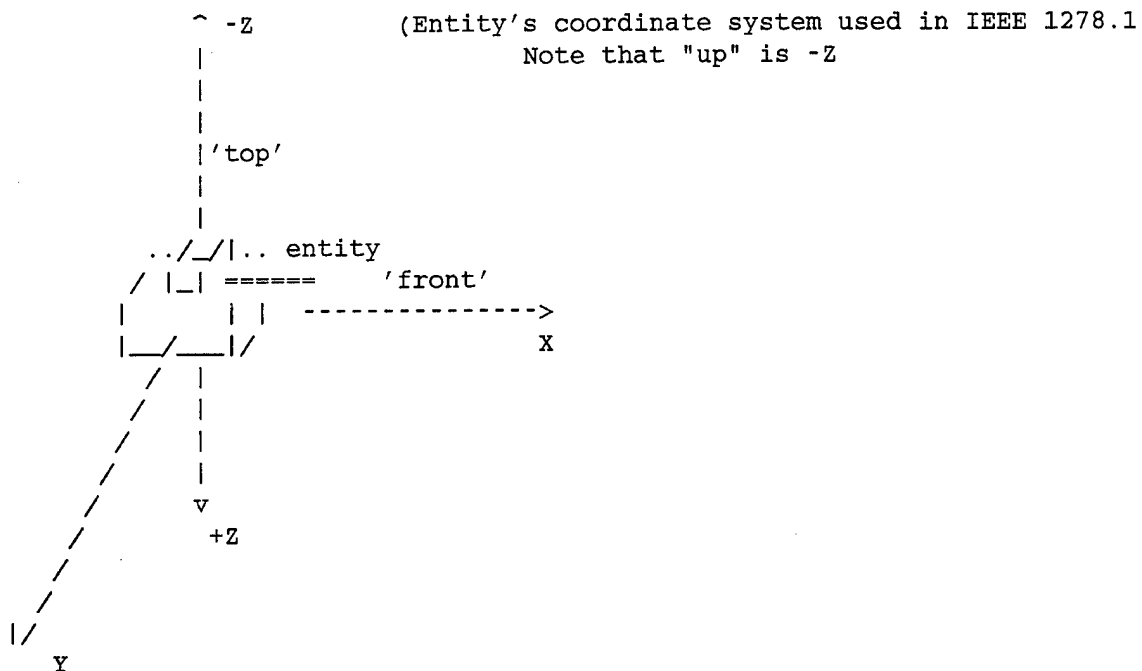 ^ -Z (Entity's coordinate system used in IEEE 1278.1
Note that "up" is -Z
'top'
entity
'front'
X
v
+Z
Y